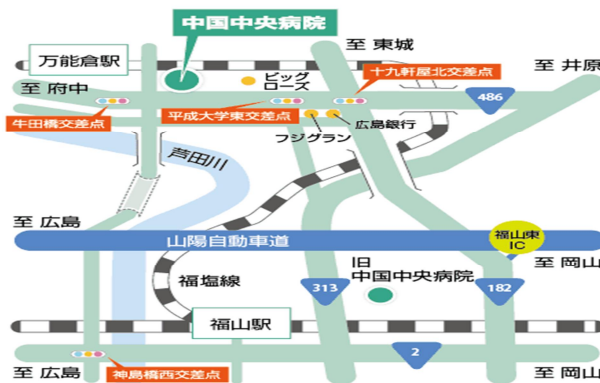 中国中央病院
至 東城
万能倉駅
十九軒屋北交差点
至 井原
ビッグ
ローズ
至 府中
486
牛田橋交差点
平成大学東交差点
広島銀行
フジグラン
芦田川
至 広島
福山東
IC
山陽自動車道
至 岡山
旧
中国中央病院
福塩線
313
182
福山駅
2
至 広島
神島橋西交差点
至 岡山